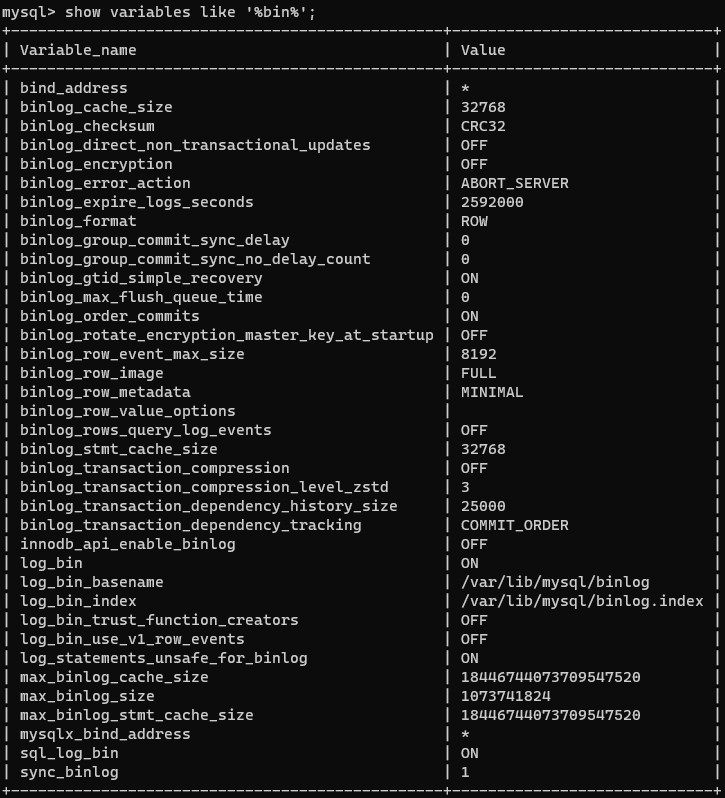 mysql> show variables like '%bin%';
+------------------------------------------------+-----------------------------+
| Variable_name                                  | Value                       |
+------------------------------------------------+-----------------------------+
| bind_address                                   | *                           |
| binlog_cache_size                              | 32768                       |
| binlog_checksum                                | CRC32                       |
| binlog_direct_non_transactional_updates        | OFF                         |
| binlog_encryption                              | OFF                         |
| binlog_error_action                            | ABORT_SERVER                |
| binlog_expire_logs_seconds                     | 2592000                     |
| binlog_format                                  | ROW                         |
| binlog_group_commit_sync_delay                 | 0                           |
| binlog_group_commit_sync_no_delay_count        | 0                           |
| binlog_gtid_simple_recovery                    | ON                          |
| binlog_max_flush_queue_time                    | 0                           |
| binlog_order_commits                           | ON                          |
| binlog_rotate_encryption_master_key_at_startup | OFF                         |
| binlog_row_event_max_size                      | 8192                        |
| binlog_row_image                               | FULL                        |
| binlog_row_metadata                            | MINIMAL                     |
| binlog_row_value_options                       |                             |
| binlog_rows_query_log_events                   | OFF                         |
| binlog_stmt_cache_size                         | 32768                       |
| binlog_transaction_compression                 | OFF                         |
| binlog_transaction_compression_level_zstd      | 3                           |
| binlog_transaction_dependency_history_size     | 25000                       |
| binlog_transaction_dependency_tracking         | COMMIT_ORDER                |
| innodb_api_enable_binlog                       | OFF                         |
| log_bin                                        | ON                          |
| log_bin_basename                               | /var/lib/mysql/binlog       |
| log_bin_index                                  | /var/lib/mysql/binlog.index |
| log_bin_trust_function_creators                | OFF                         |
| log_bin_use_v1_row_events                      | OFF                         |
| log_statements_unsafe_for_binlog               | ON                          |
| max_binlog_cache_size                          | 18446744073709547520        |
| max_binlog_size                                | 1073741824                  |
| max_binlog_stmt_cache_size                     | 18446744073709547520        |
| mysqlx_bind_address                            | *                           |
| sql_log_bin                                    | ON                          |
| sync_binlog                                    | 1                           |
+------------------------------------------------+-----------------------------+